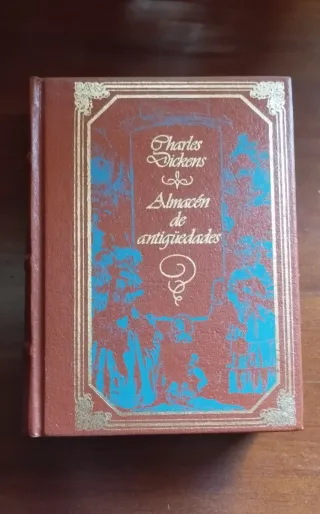 Charles
Dickens
Almacén
de
antigüedades